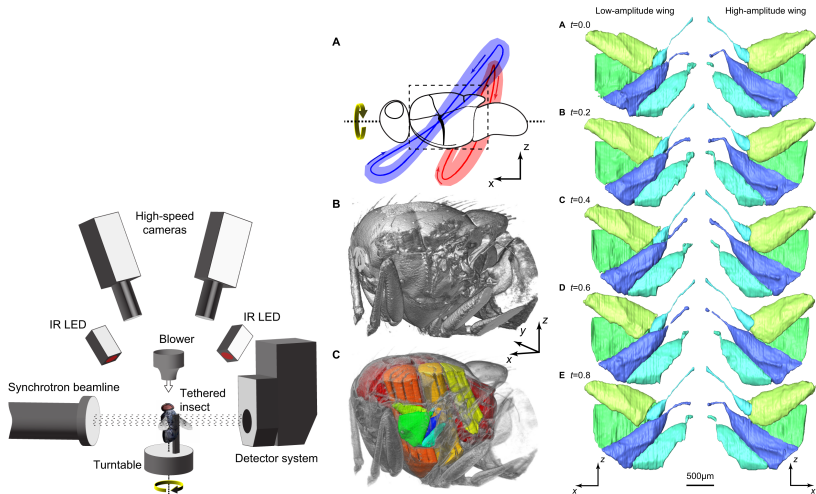 High-speed
cameras
IR LED
IR LED
Blower
Synchrotron beamline
Tethered
insect
Turntable
Detector system
A
z
x
B
z
y
x
C
Low-amplitude wing
High-amplitude wing
A t=0.0
B t=0.2
C t=0.4
D t=0.6
E t=0.8
z
x
500µm
z
x